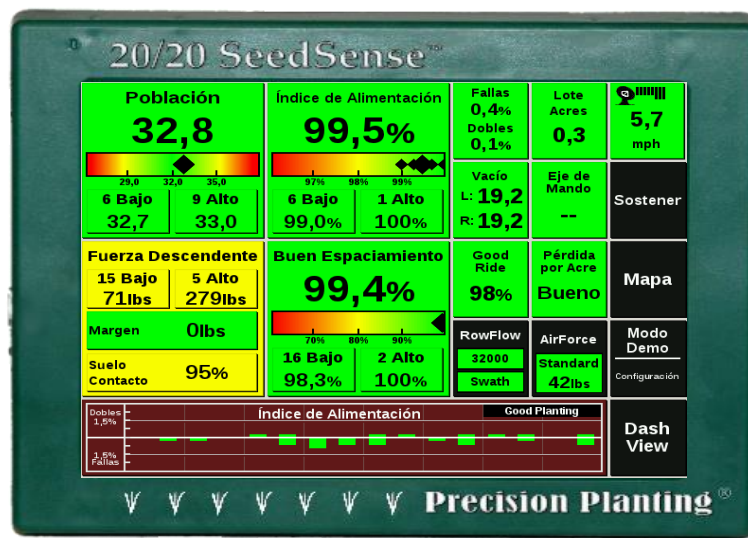 20/20 SeedSense™
Población
32,8
29,0 32,0 35,0
6 Bajo 9 Alto
32,7 33,0
Índice de Alimentación
99,5%
97% 98% 99%
6 Bajo 1 Alto
99,0% 100%
Fallas
0,4%
Dobles
0,1%
Lote
Acres
0,3
5,7
mph
Vacío
L: 19,2
R: 19,2
Eje de
Mando
--
Sostener
Fuerza Descendente
15 Bajo 5 Alto
71lbs 279lbs
Margen 0lbs
Suelo
Contacto 95%
Buen Espaciamiento
99,4%
70% 80% 90%
16 Bajo 2 Alto
98,3% 100%
Good
Ride
98%
Pérdida
por Acre
Bueno
Mapa
RowFlow
32000
Swath
AirForce
Standard
42lbs
Modo
Demo
Configuración
Índice de Alimentación
Good Planting
Dobles
1,5%
1,5%
Fallas
Dash
View
Precision Planting®